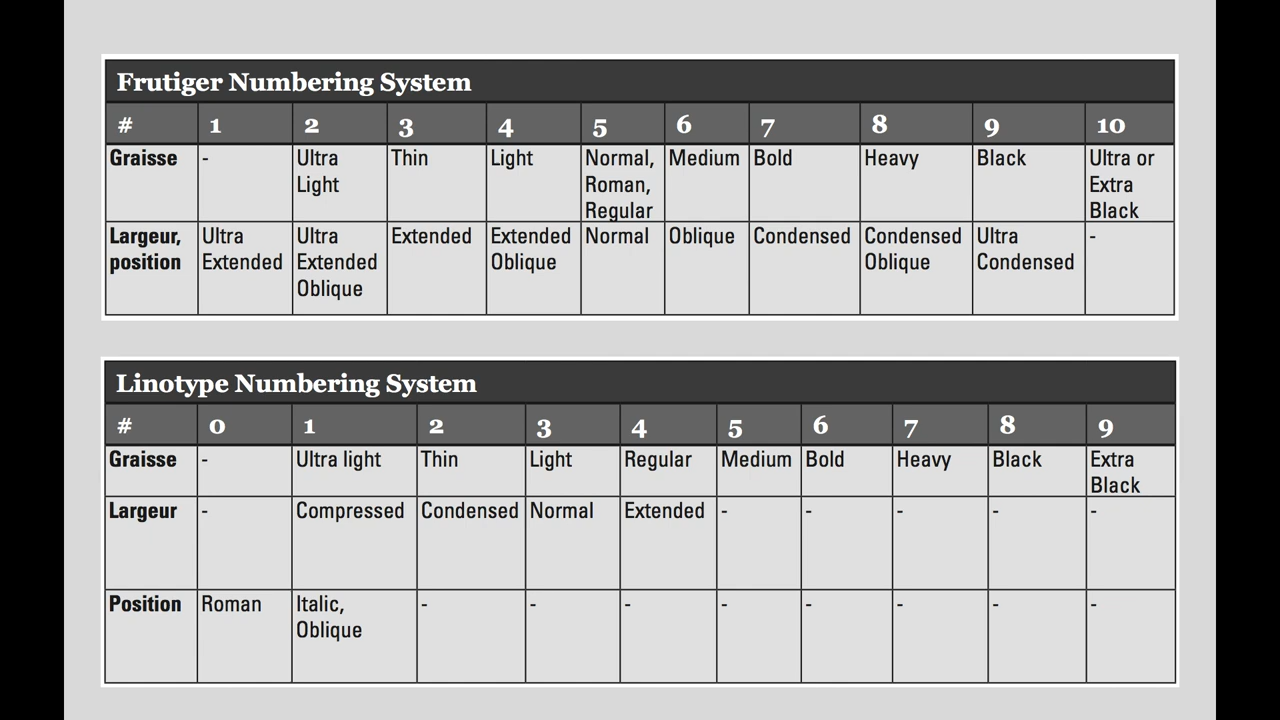 Frutiger Numbering System
# 1 2 3 4 5 6 7 8 9 10
Graisse - Ultra Light Thin Light Normal, Roman, Regular Medium Bold Heavy Black Ultra or Extra Black
Largeur, position Ultra Extended Ultra Extended Oblique Extended Extended Oblique Normal Oblique Condensed Condensed Oblique Ultra Condensed -
Linotype Numbering System
# 0 1 2 3 4 5 6 7 8 9
Graisse - Ultra light Thin Light Regular Medium Bold Heavy Black Extra Black
Largeur - Compressed Condensed Normal Extended - - - - -
Position Roman Italic, Oblique - - - - - - - -